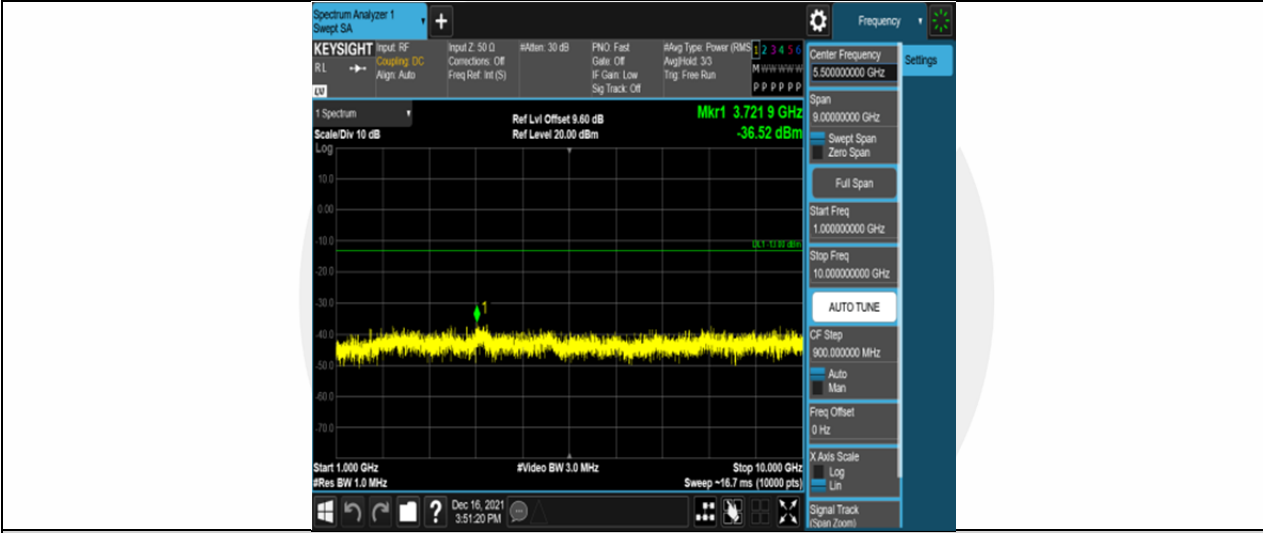 Spectrum Analyzer 1
Swept SA
+
Frequency
KEYSIGHT
RL
LV
Input: RF
Coupling: DC
Align: Auto
Input Z: 50 Ω
Corrections: Off
Freq Ref: Int (S)
#Atten: 30 dB
PNO: Fast
Gate: Off
IF Gain: Low
Sig Track: Off
#Avg Type: Power (RMS
Avg|Hold: 3/3
Trig: Free Run
1 2 3 4 5 6
M W W W W W
P P P P P P
Center Frequency
5.500000000 GHz
Settings
Span
9.00000000 GHz
Swept Span
Zero Span
Full Span
Start Freq
1.000000000 GHz
Stop Freq
10.000000000 GHz
AUTO TUNE
CF Step
900.000000 MHz
Auto
Man
Freq Offset
0 Hz
X Axis Scale
Log
Lin
Signal Track
(Span Zoom)
1 Spectrum
Scale/Div 10 dB
Log
Ref Lvl Offset 9.60 dB
Ref Level 20.00 dBm
Mkr1 3.721 9 GHz
-36.52 dBm
10.0
0.00
-10.0
DL1 -13.00 dBm
-20.0
-30.0
1
-40.0
-50.0
-60.0
-70.0
Start 1.000 GHz
#Res BW 1.0 MHz
#Video BW 3.0 MHz
Stop 10.000 GHz
Sweep ~16.7 ms (10000 pts)
?
Dec 16, 2021
3:51:20 PM